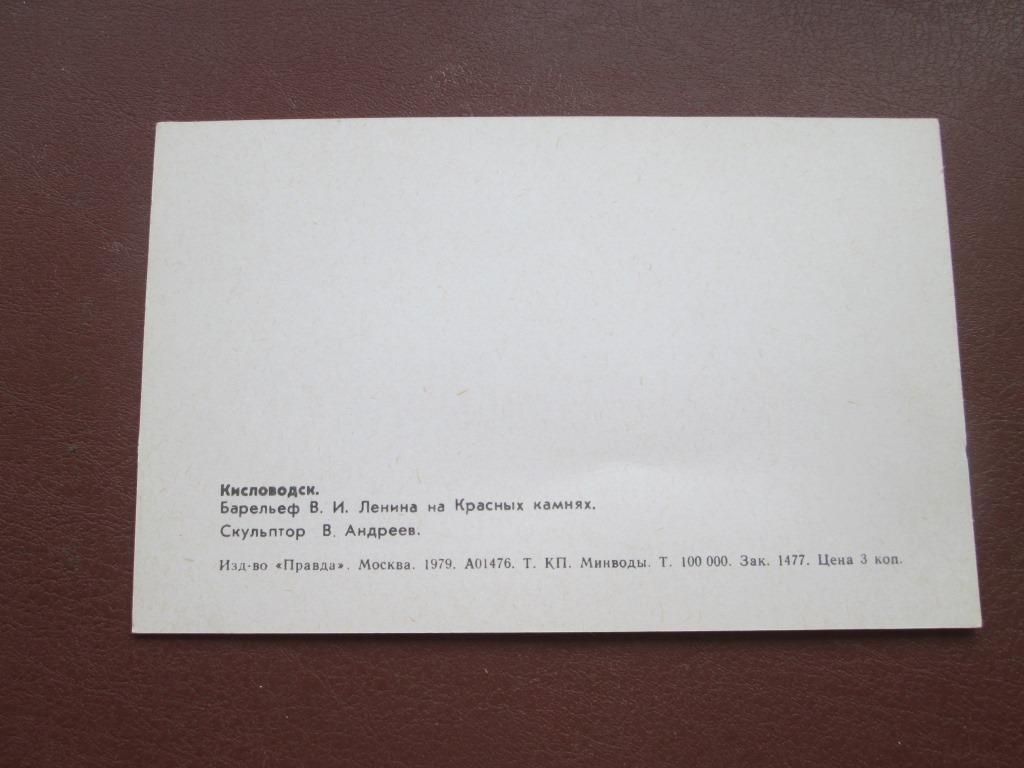 Кисловодск.
Барельеф В. И. Ленина на Красных камнях.
Скульптор В. Андреев.
Изд-во «Правда». Москва. 1979. А01476. Т. КП. Минводы. Т. 100 000. Зак. 1477. Цена 3 коп.